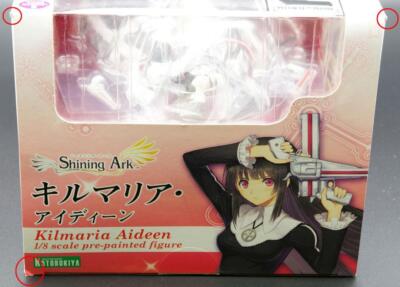 Shining Ark
キルマリア・
アイディーン
Kilmaria Aideen
1/8 scale pre-painted figure
KOTOBUKIYA